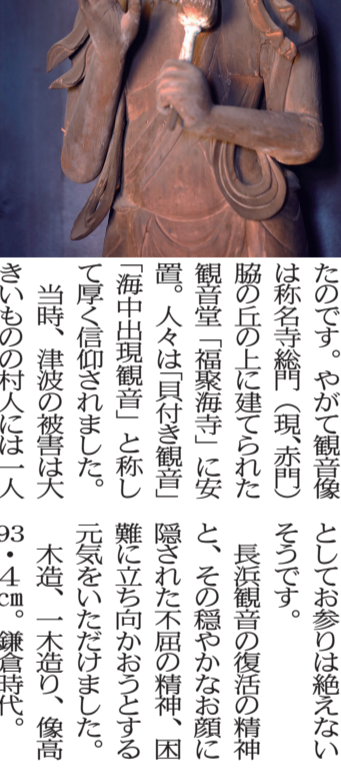 たのです。やがて観音像
は称名寺総門（現、赤門）
脇の丘の上に建てられた
観音堂「福聚海寺」に安
置。人々は「貝付き観音」
「海中出現観音」と称し
て厚く信仰されました。
当時、津波の被害は大
きいものの村人には一人
としてお参りは絶えない
そうです。
長浜観音の復活の精神
と、その穏やかなお顔に
隠された不屈の精神、困
難に立ち向かおうとする
元気をいただけました。
木造、一木造り、像高
93・4cm。鎌倉時代。